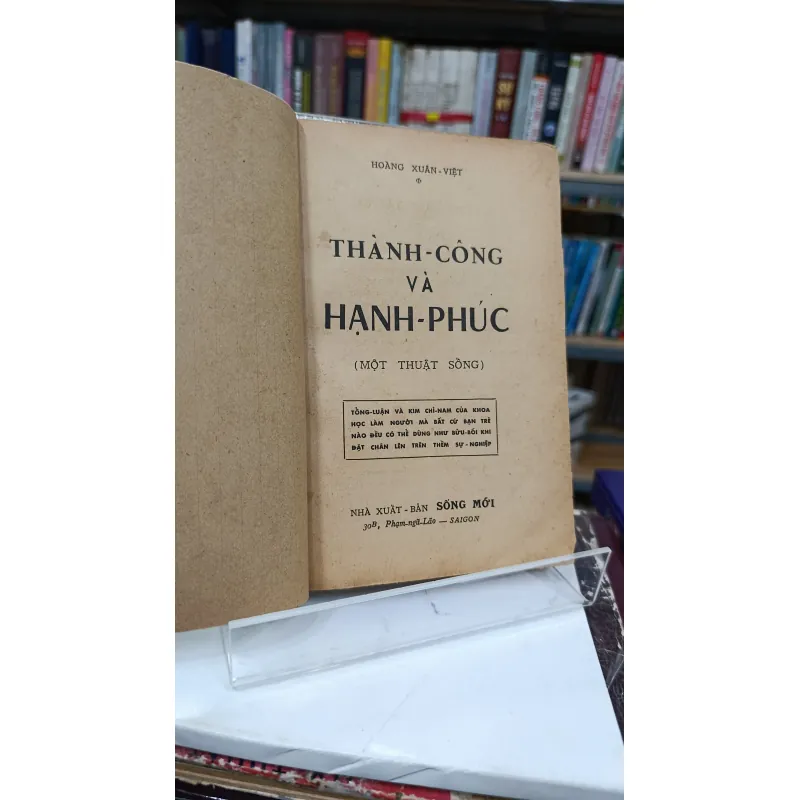 HOÀNG XUÂN-VIỆT
THÀNH-CÔNG
VÀ
HẠNH-PHÚC
(MỘT THUẬT SỐNG)
TỔNG-LUẬN VÀ KIM CHỈ-NAM CỦA KHOA
HỌC LÀM NGƯỜI MÀ BẤT CỨ BẠN TRẺ
NÀO ĐỀU CÓ THỂ DÙNG NHƯ BỬU-BỐI KHI
ĐẶT CHÂN LÊN TRÊN THỀM SỰ-NGHIỆP
NHÀ XUẤT-BẢN SỐNG MỚI
30B, Phạm-ngũ-Lão — SAIGON